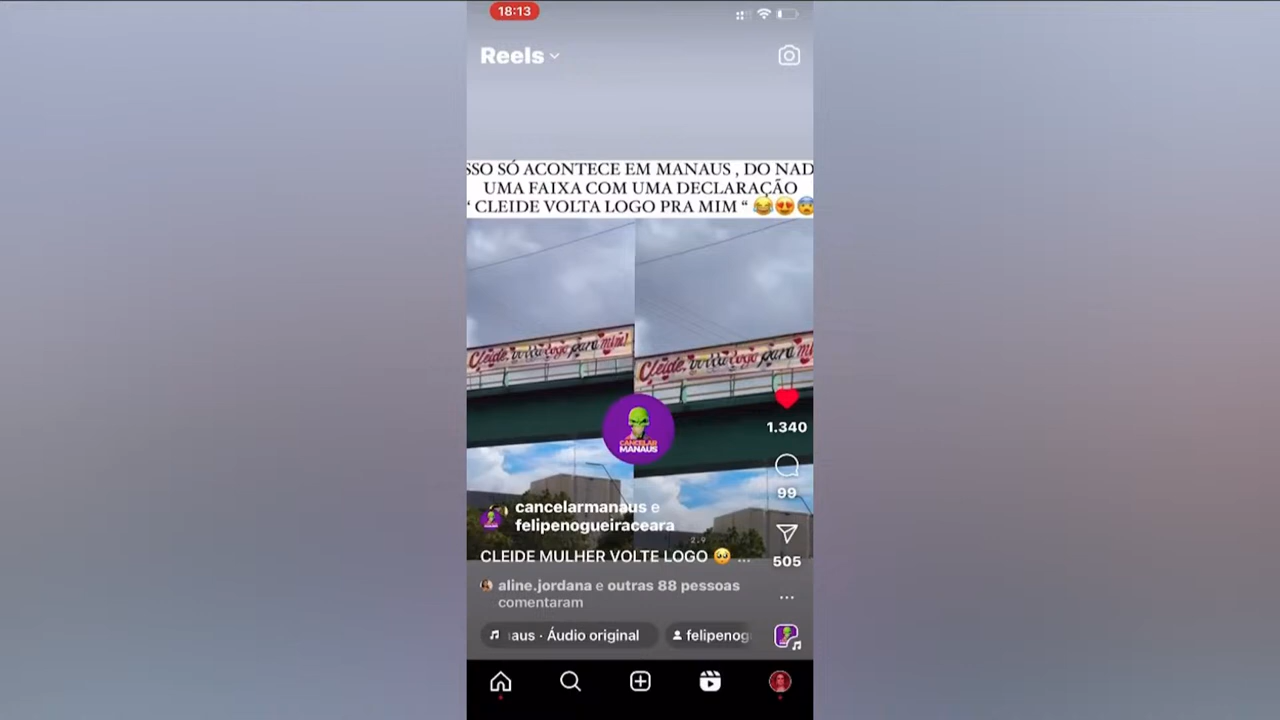 18:13
Reels
SSO SÓ ACONTECE EM MANAUS , DO NAD
UMA FAIXA COM UMA DECLARAÇÃO
“ CLEIDE VOLTA LOGO PRA MIM “ 😂😍😨
Cleide, volta logo para mim!
Cleide, volta logo para mi
CANCELAR
MANAUS
1.340
99
cancelarmanaus e
felipenogueiraceara
CLEIDE MULHER VOLTE LOGO 🥺 ...
505
aline.jordana e outras 88 pessoas
comentaram
aus · Áudio original
felipenog